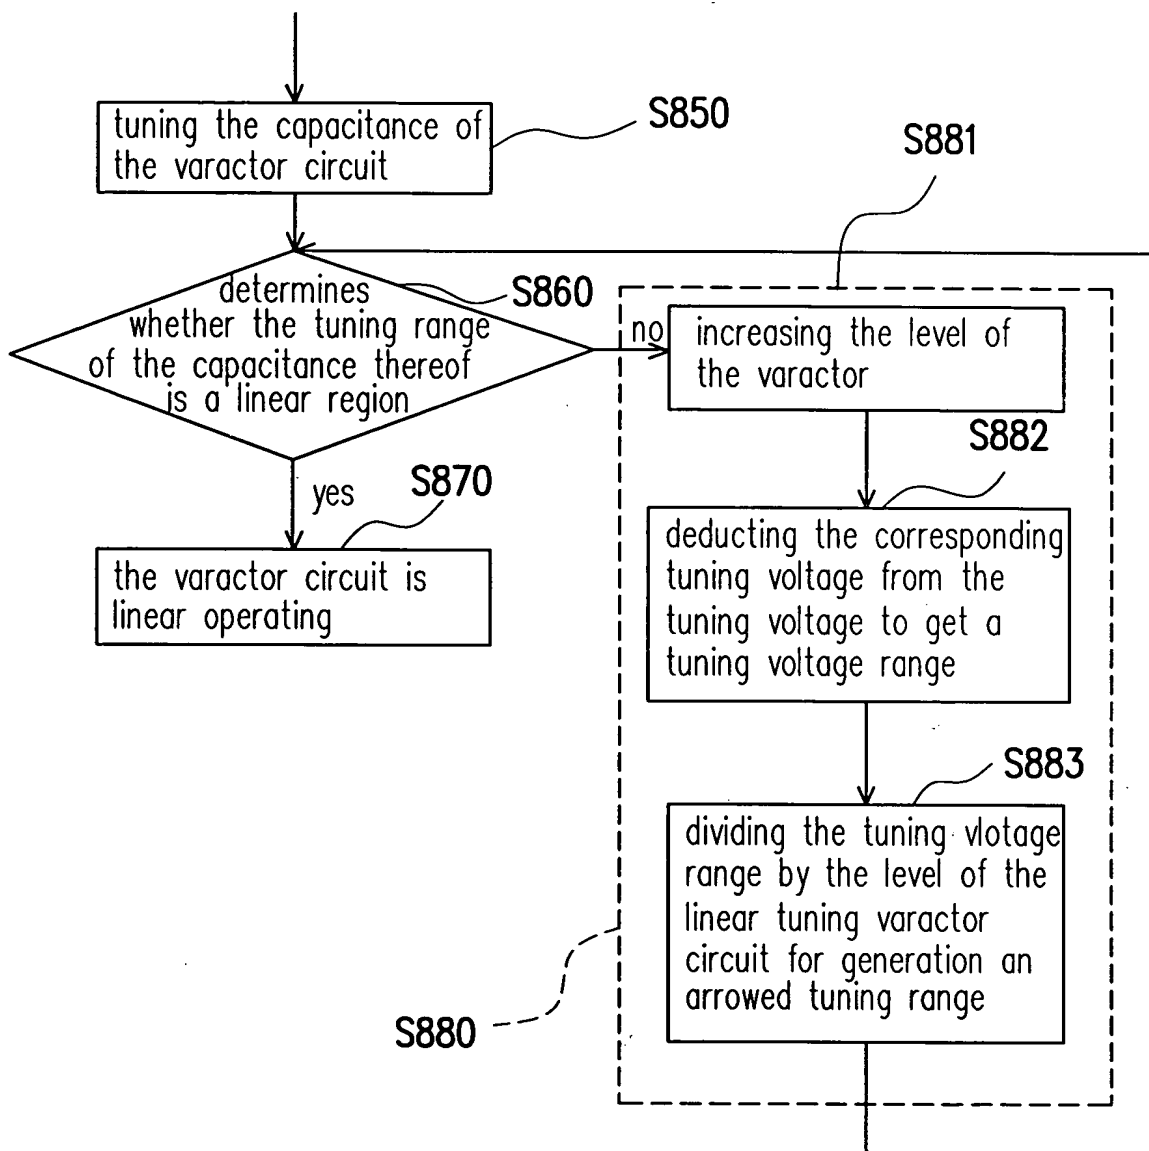 tuning the capacitance of
the varactor circuit
S850
S881
determines
whether the tuning range
of the capacitance thereof
is a linear region
S860
no
increasing the level of
the varactor
yes
S870
the varactor circuit is
linear operating
S882
deducting the corresponding
tuning voltage from the
tuning voltage to get a
tuning voltage range
S883
dividing the tuning vlotage
range by the level of the
linear tuning varactor
circuit for generation an
arrowed tuning range
S880